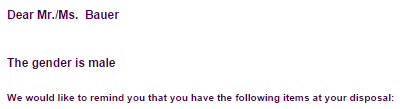 Dear Mr./Ms.  Bauer
The gender is male
We would like to remind you that you have the following items at your disposal: